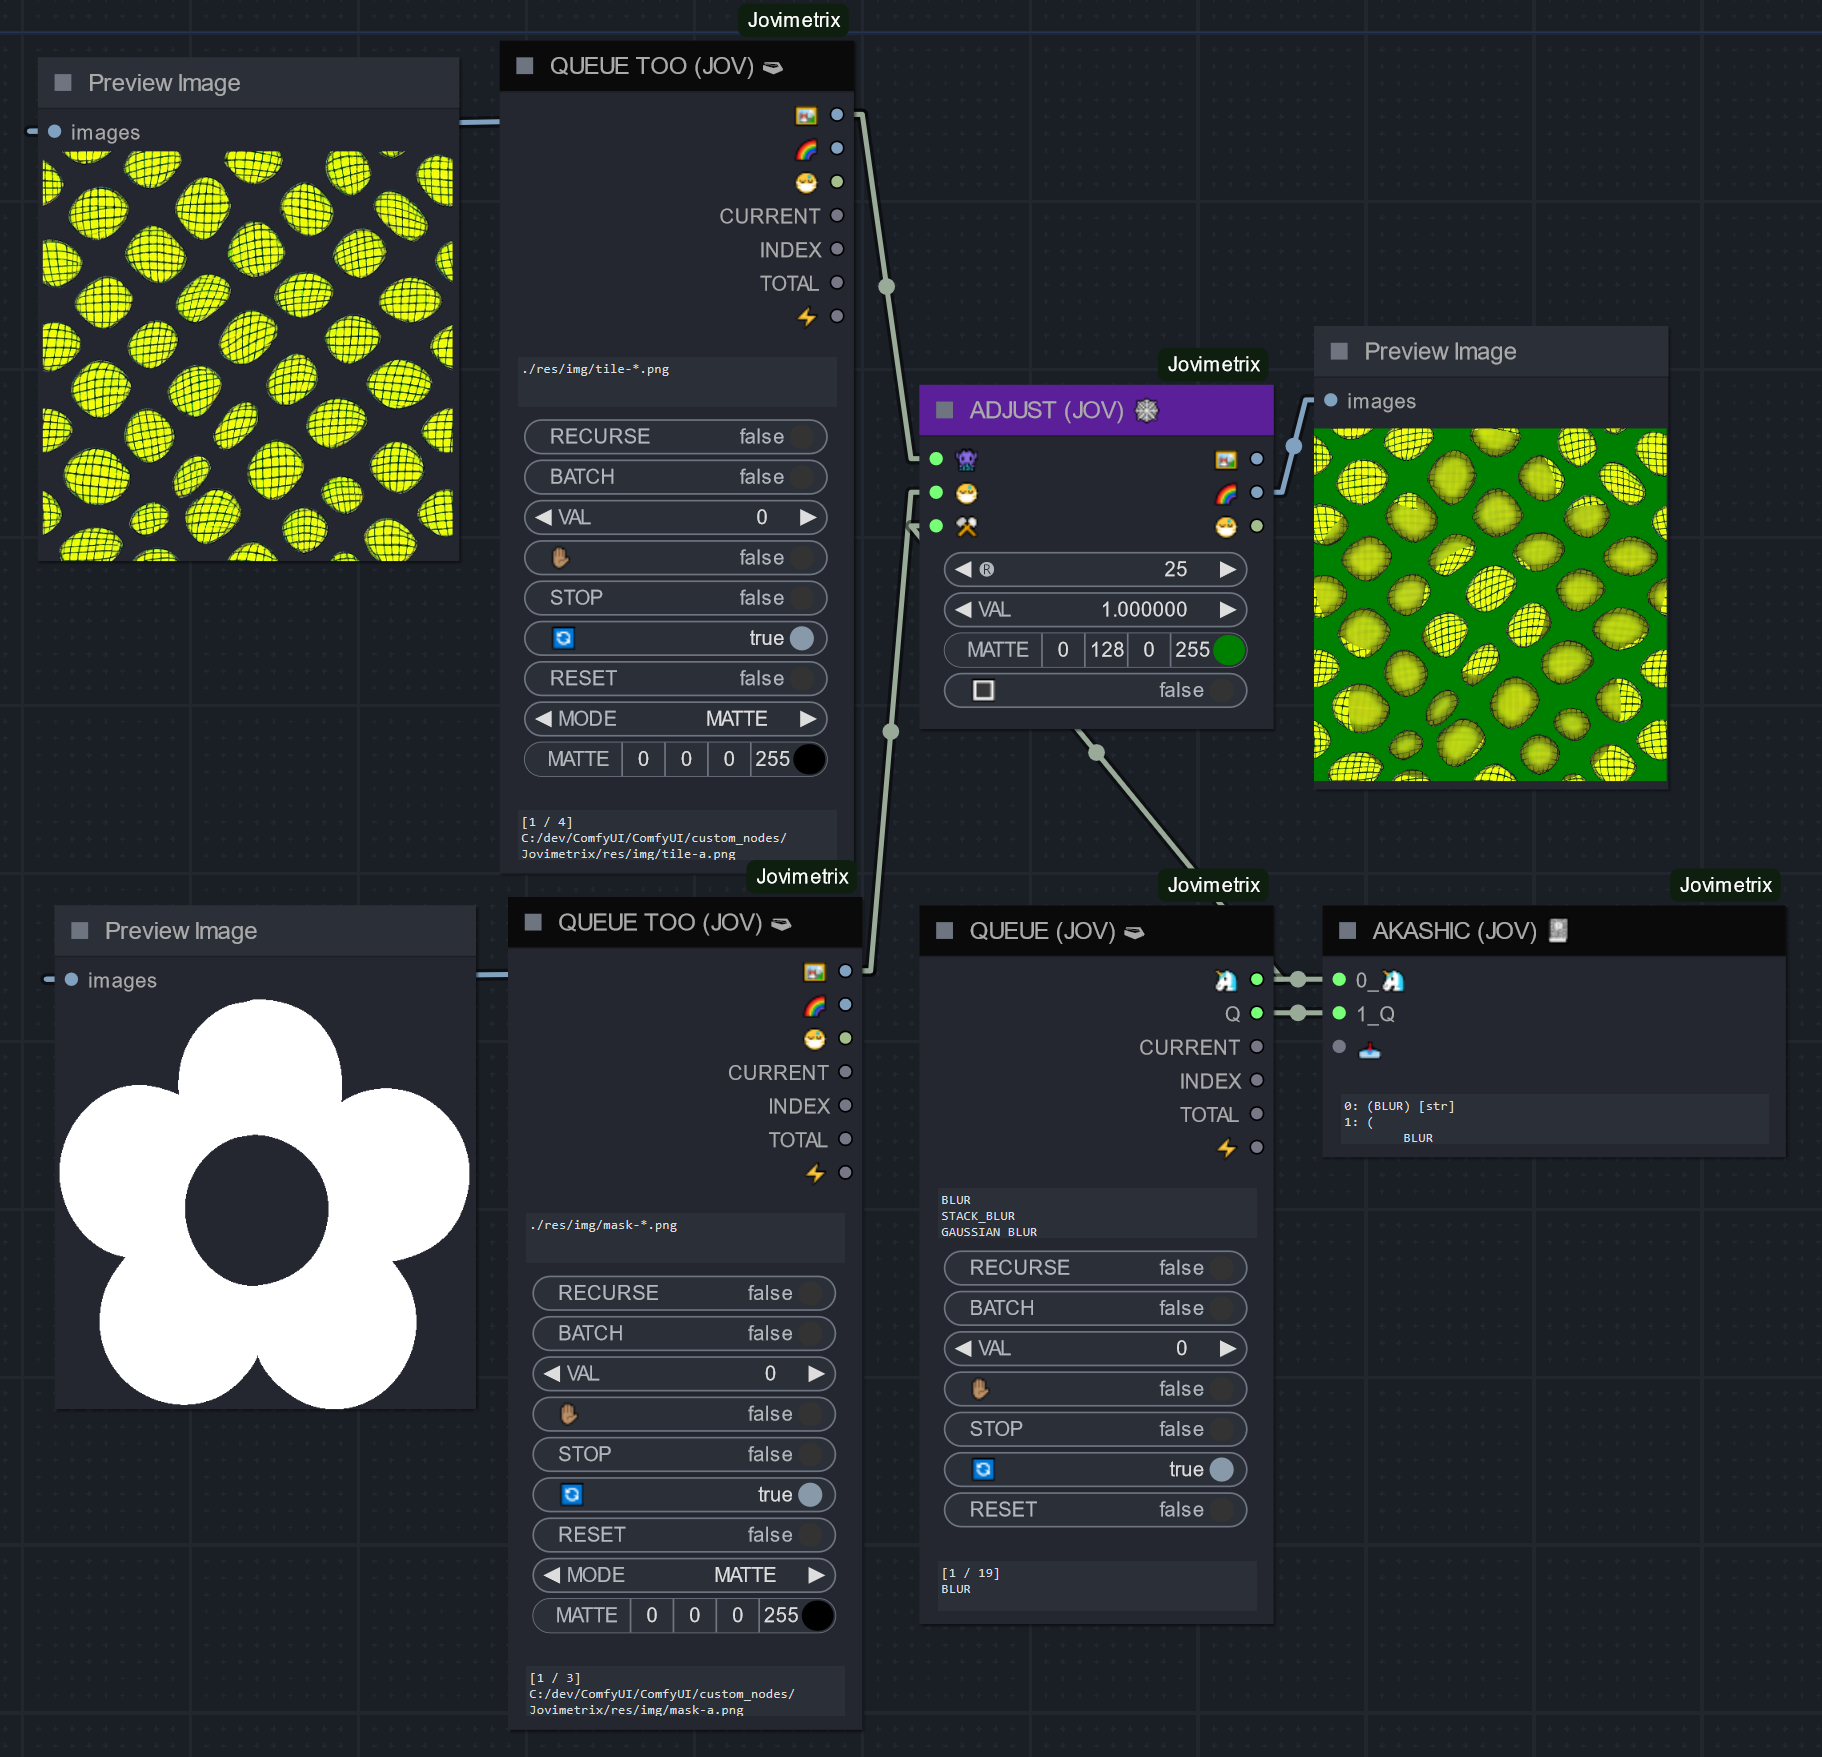 Jovimetrix
Preview Image
images
QUEUE TOO (JOV)
CURRENT
INDEX
TOTAL
./res/img/tile-*.png
RECURSE false
BATCH false
VAL 0
false
STOP false
true
RESET false
MODE MATTE
MATTE 0 0 0 255
[1 / 4]
C:/dev/ComfyUI/ComfyUI/custom_nodes/
Jovimetrix/res/img/tile-a.png
Jovimetrix
ADJUST (JOV)
R 25
VAL 1.000000
MATTE 0 128 0 255
false
Preview Image
images
Jovimetrix
Preview Image
images
QUEUE TOO (JOV)
CURRENT
INDEX
TOTAL
./res/img/mask-*.png
RECURSE false
BATCH false
VAL 0
false
STOP false
true
RESET false
MODE MATTE
MATTE 0 0 0 255
[1 / 3]
C:/dev/ComfyUI/ComfyUI/custom_nodes/
Jovimetrix/res/img/mask-a.png
Jovimetrix
QUEUE (JOV)
Q
CURRENT
INDEX
TOTAL
BLUR
STACK_BLUR
GAUSSIAN BLUR
RECURSE false
BATCH false
VAL 0
false
STOP false
true
RESET false
[1 / 19]
BLUR
Jovimetrix
AKASHIC (JOV)
0_
1_Q
0: (BLUR) [str]
1: (
BLUR